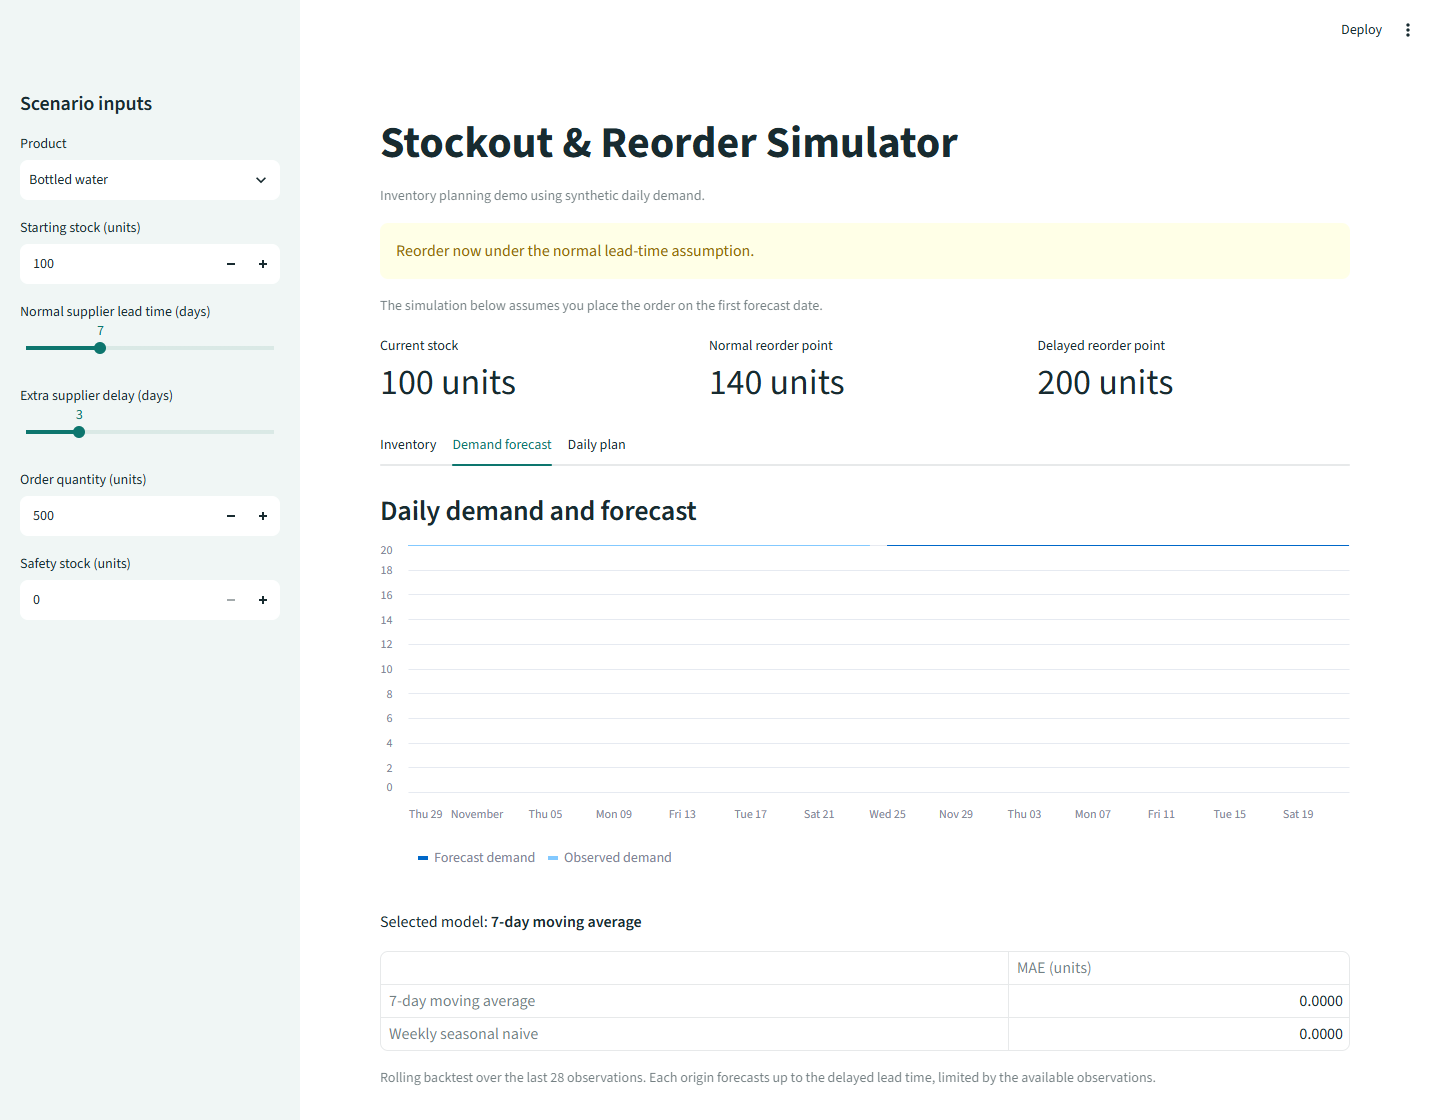 Deploy
Scenario inputs
Product
Bottled water
Starting stock (units)
100
Normal supplier lead time (days)
7
Extra supplier delay (days)
3
Order quantity (units)
500
Safety stock (units)
0
Stockout & Reorder Simulator
Inventory planning demo using synthetic daily demand.
Reorder now under the normal lead-time assumption.
The simulation below assumes you place the order on the first forecast date.
Current stock
100 units
Normal reorder point
140 units
Delayed reorder point
200 units
Inventory Demand forecast Daily plan
Daily demand and forecast
20
18
16
14
12
10
8
6
4
2
0
Thu 29 November Thu 05 Mon 09 Fri 13 Tue 17 Sat 21 Wed 25 Nov 29 Thu 03 Mon 07 Fri 11 Tue 15 Sat 19
Forecast demand Observed demand
Selected model: 7-day moving average
MAE (units)
7-day moving average 0.0000
Weekly seasonal naive 0.0000
Rolling backtest over the last 28 observations. Each origin forecasts up to the delayed lead time, limited by the available observations.